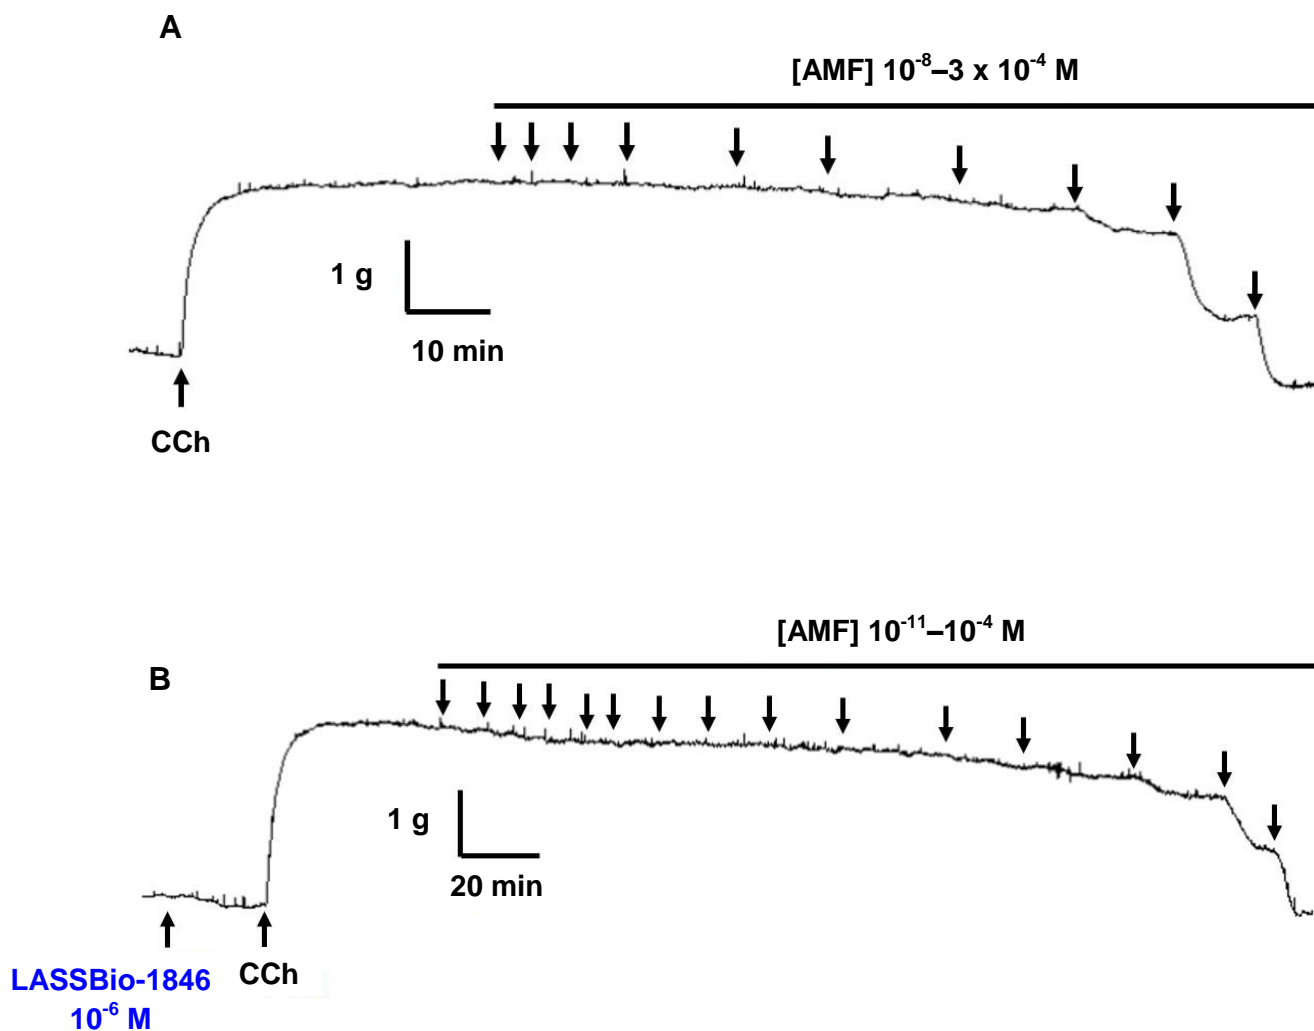 A
[AMF] 10⁻⁸–3 x 10⁻⁴ M
1 g
10 min
CCh
[AMF] 10⁻¹¹–10⁻⁴ M
B
1 g
20 min
LASSBio-1846 CCh
10⁻⁶ M